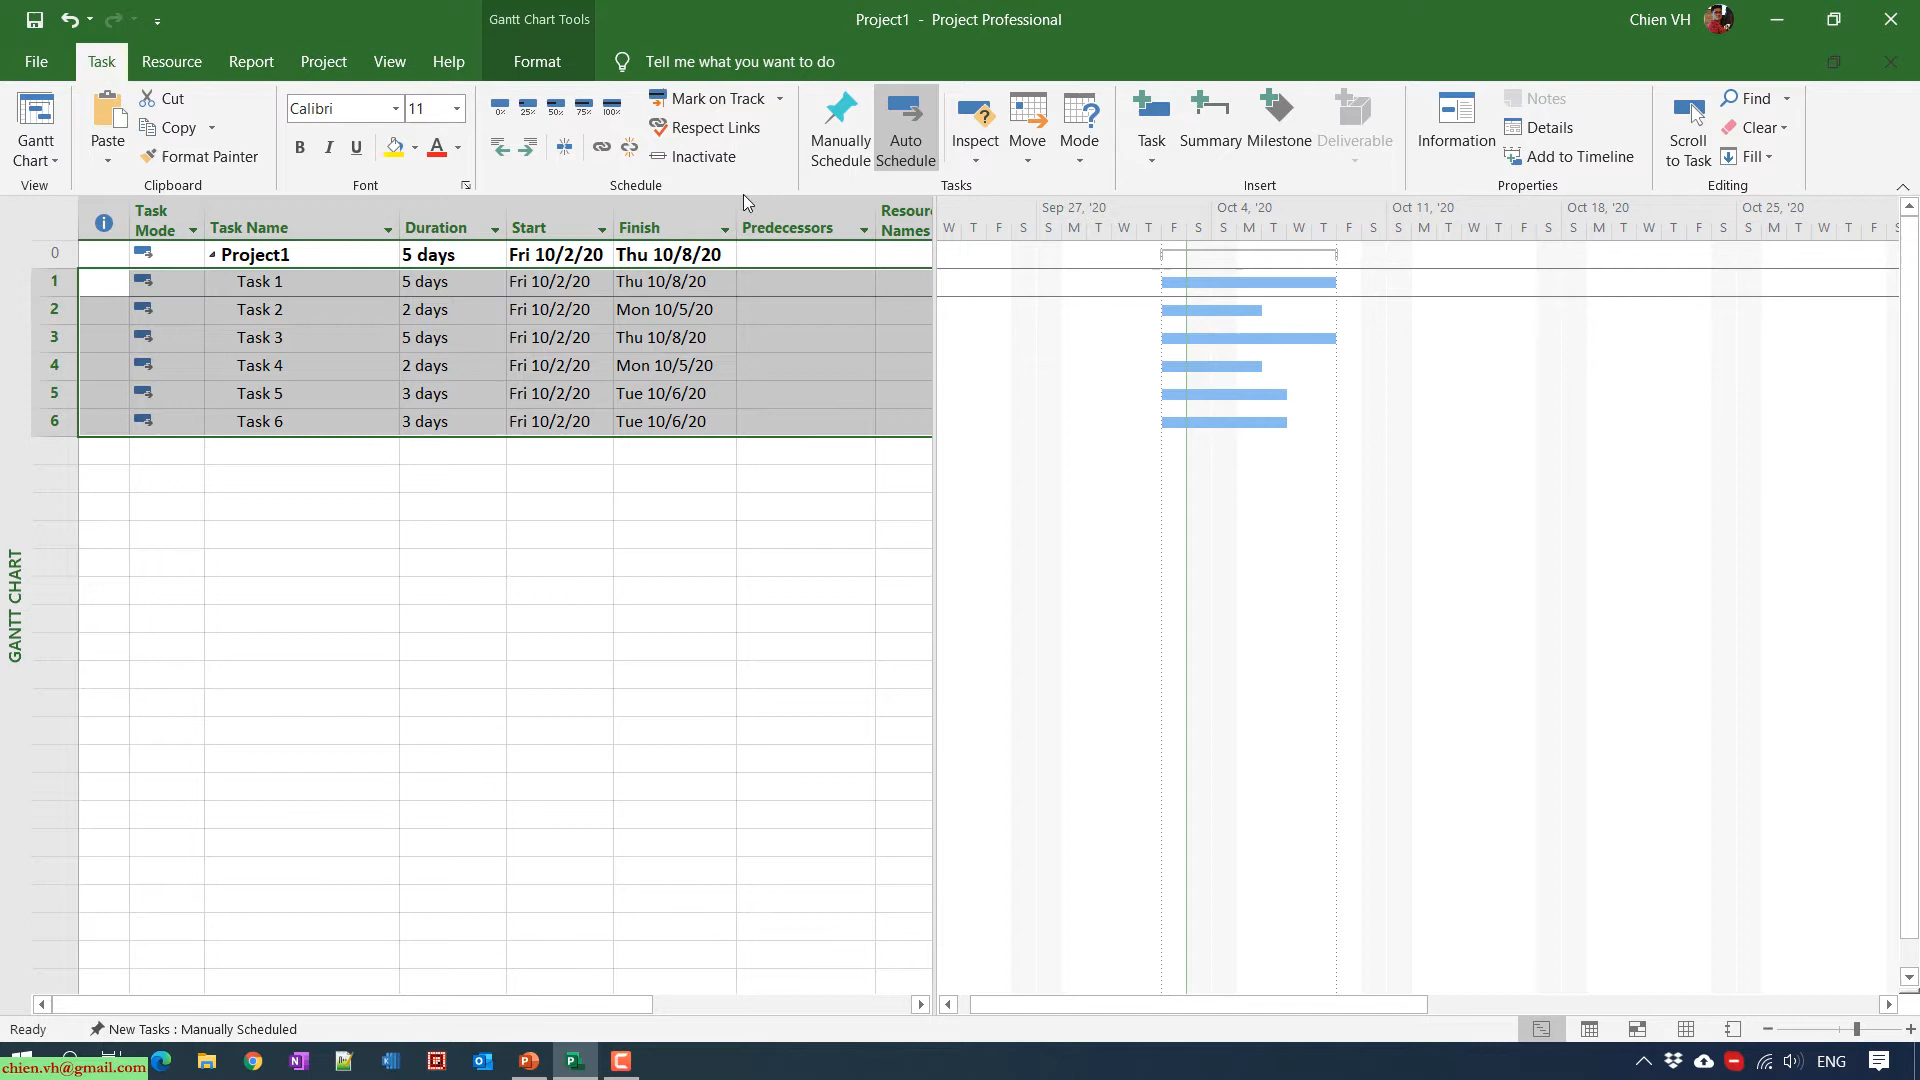 Gantt Chart Tools
Project1 - Project Professional
Chien VH
File
Task
Resource
Report
Project
View
Help
Format
Tell me what you want to do
Gantt Chart
View
Paste
Cut
Copy
Format Painter
Clipboard
Calibri
11
B I U
A
Font
0% 25% 50% 75% 100%
Mark on Track
Respect Links
Inactivate
Schedule
Manually Schedule
Auto Schedule
Inspect
Move
Mode
Tasks
Task
Summary
Milestone
Deliverable
Insert
Information
Notes
Details
Add to Timeline
Properties
Scroll to Task
Find
Clear
Fill
Editing
Task Mode
Task Name
Duration
Start
Finish
Predecessors
Resour
Names
Sep 27, '20
Oct 4, '20
Oct 11, '20
Oct 18, '20
Oct 25, '20
W T F S S M T W T F S S M T W T F S S M T W T F S S M T W T F S S M T W T F S
0 Project1 5 days Fri 10/2/20 Thu 10/8/20
1 Task 1 5 days Fri 10/2/20 Thu 10/8/20
2 Task 2 2 days Fri 10/2/20 Mon 10/5/20
3 Task 3 5 days Fri 10/2/20 Thu 10/8/20
4 Task 4 2 days Fri 10/2/20 Mon 10/5/20
5 Task 5 3 days Fri 10/2/20 Tue 10/6/20
6 Task 6 3 days Fri 10/2/20 Tue 10/6/20
GANTT CHART
Ready
New Tasks : Manually Scheduled
chien.vh@gmail.com
ENG